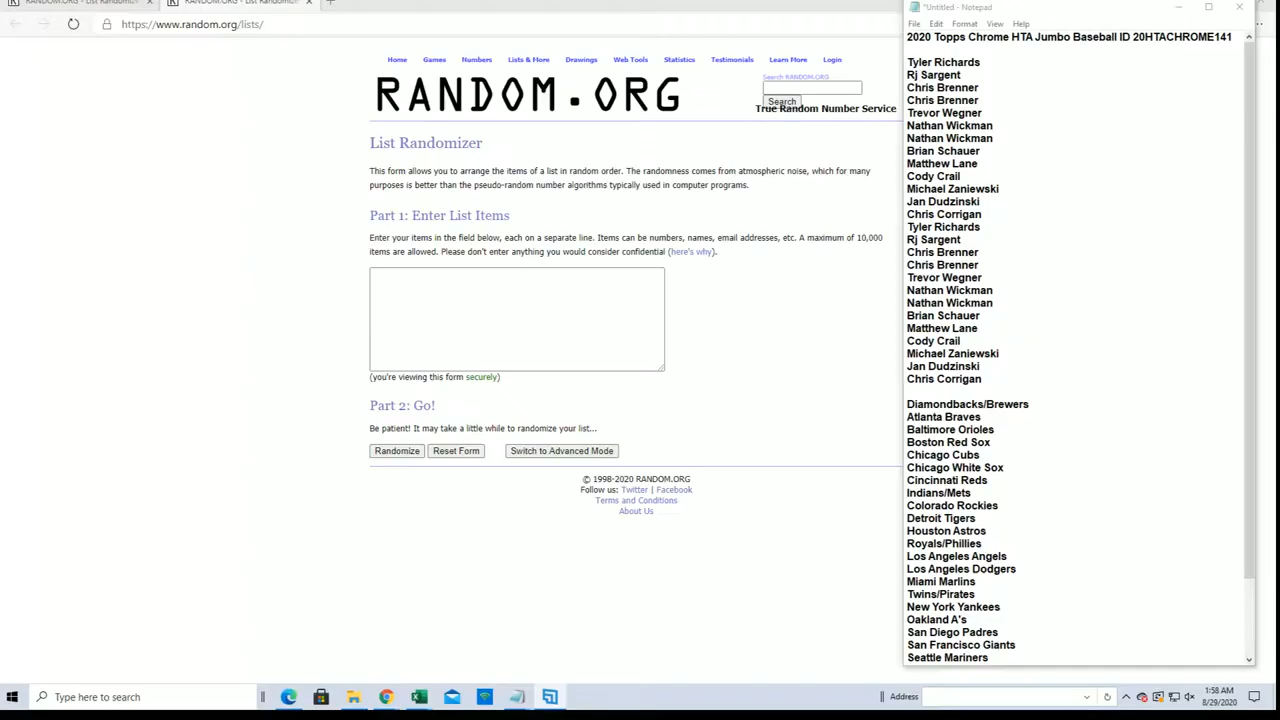 RANDOM.ORG - List Randomiz
RANDOM.ORG - List Randomiz
https://www.random.org/lists/
Home Games Numbers Lists & More Drawings Web Tools Statistics Testimonials Learn More Login
RANDOM.ORG
Search RANDOM.ORG
Search
True Random Number Service
List Randomizer
This form allows you to arrange the items of a list in random order. The randomness comes from atmospheric noise, which for many
purposes is better than the pseudo-random number algorithms typically used in computer programs.
Part 1: Enter List Items
Enter your items in the field below, each on a separate line. Items can be numbers, names, email addresses, etc. A maximum of 10,000
items are allowed. Please don't enter anything you would consider confidential (here's why).
(you're viewing this form securely)
Part 2: Go!
Be patient! It may take a little while to randomize your list...
Randomize Reset Form Switch to Advanced Mode
© 1998-2020 RANDOM.ORG
Follow us: Twitter | Facebook
Terms and Conditions
About Us
*Untitled - Notepad
File Edit Format View Help
2020 Topps Chrome HTA Jumbo Baseball ID 20HTACHROME141
Tyler Richards
Rj Sargent
Chris Brenner
Chris Brenner
Trevor Wegner
Nathan Wickman
Nathan Wickman
Brian Schauer
Matthew Lane
Cody Crail
Michael Zaniewski
Jan Dudzinski
Chris Corrigan
Tyler Richards
Rj Sargent
Chris Brenner
Chris Brenner
Trevor Wegner
Nathan Wickman
Nathan Wickman
Brian Schauer
Matthew Lane
Cody Crail
Michael Zaniewski
Jan Dudzinski
Chris Corrigan
Diamondbacks/Brewers
Atlanta Braves
Baltimore Orioles
Boston Red Sox
Chicago Cubs
Chicago White Sox
Cincinnati Reds
Indians/Mets
Colorado Rockies
Detroit Tigers
Houston Astros
Royals/Phillies
Los Angeles Angels
Los Angeles Dodgers
Miami Marlins
Twins/Pirates
New York Yankees
Oakland A's
San Diego Padres
San Francisco Giants
Seattle Mariners
Type here to search
Address
1:58 AM
8/29/2020